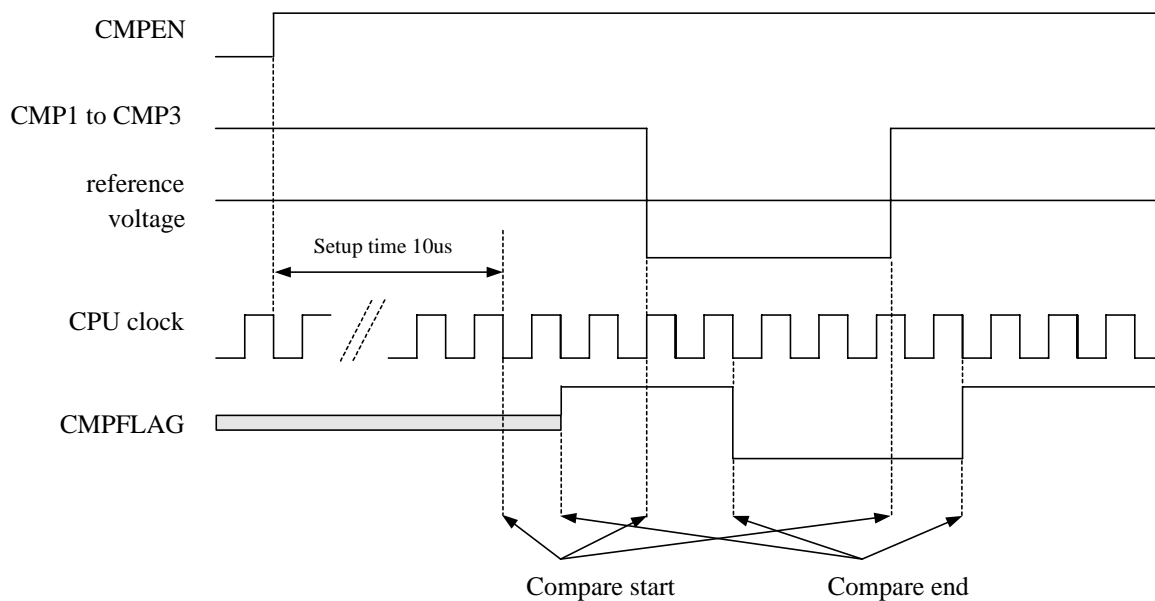 CMPEN
CMP1 to CMP3
reference
voltage
Setup time 10us
CPU clock
CMPFLAG
Compare start
Compare end